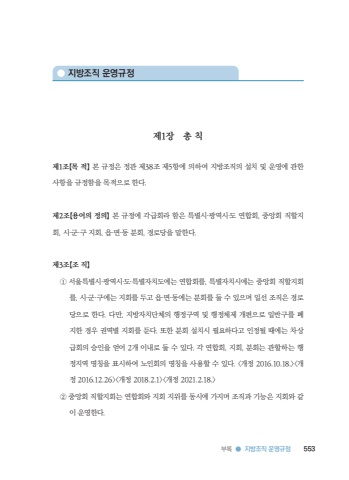 지방조직 운영규정
제1장 총 칙
제1조【목 적】 본 규정은 정관 제38조 제5항에 의하여 지방조직의 설치 및 운영에 관한
사항을 규정함을 목적으로 한다.
제2조【용어의 정의】 본 규정에 각급회라 함은 특별시·광역시·도 연합회, 중앙회 직할지
회, 시·군·구 지회, 읍·면·동 분회, 경로당을 말한다.
제3조【조 직】
① 서울특별시·광역시·도·특별자치도에는 연합회를, 특별자치시에는 중앙회 직할지회
를, 시·군·구에는 지회를 두고 읍·면·동에는 분회를 둘 수 있으며 일선 조직은 경로
당으로 한다. 다만, 지방자치단체의 행정구역 및 행정체제 개편으로 일반구를 폐
지한 경우 권역별 지회를 둔다. 또한 분회 설치시 필요하다고 인정될 때에는 차상
급회의 승인을 얻어 2개 이내로 둘 수 있다. 각 연합회, 지회, 분회는 관할하는 행
정지역 명칭을 표시하여 노인회의 명칭을 사용할 수 있다. <개정 2016.10.18.><개
정 2016.12.26><개정 2018.2.1><개정 2021.2.18.>
② 중앙회 직할지회는 연합회와 지회 지위를 동시에 가지며 조직과 기능은 지회와 같
이 운영한다.
부록 ● 지방조직 운영규정 553